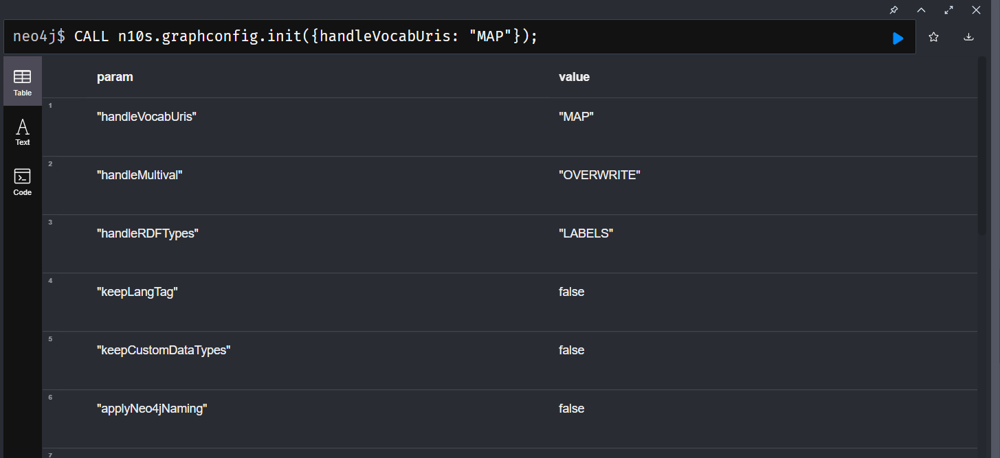 neo4j$ CALL n10s.graphconfig.init({handleVocabUris: "MAP"});
Table
Text
Code
param value
1 "handleVocabUris" "MAP"
2 "handleMultival" "OVERWRITE"
3 "handleRDFTypes" "LABELS"
4 "keepLangTag" false
5 "keepCustomDataTypes" false
6 "applyNeo4jNaming" false
7